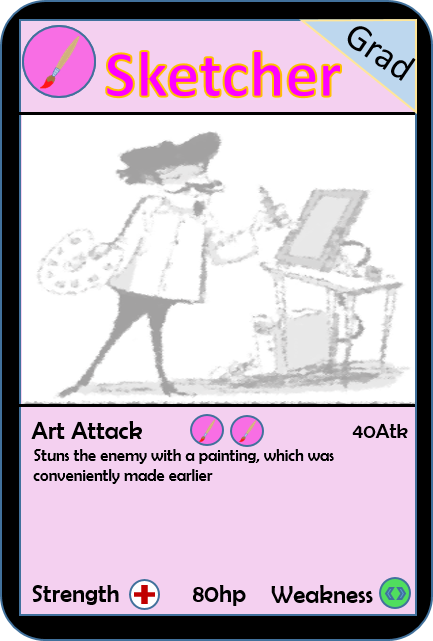 Sketcher
Grad
Art Attack 40Atk
Stuns the enemy with a painting, which was
conveniently made earlier
Strength 80hp Weakness